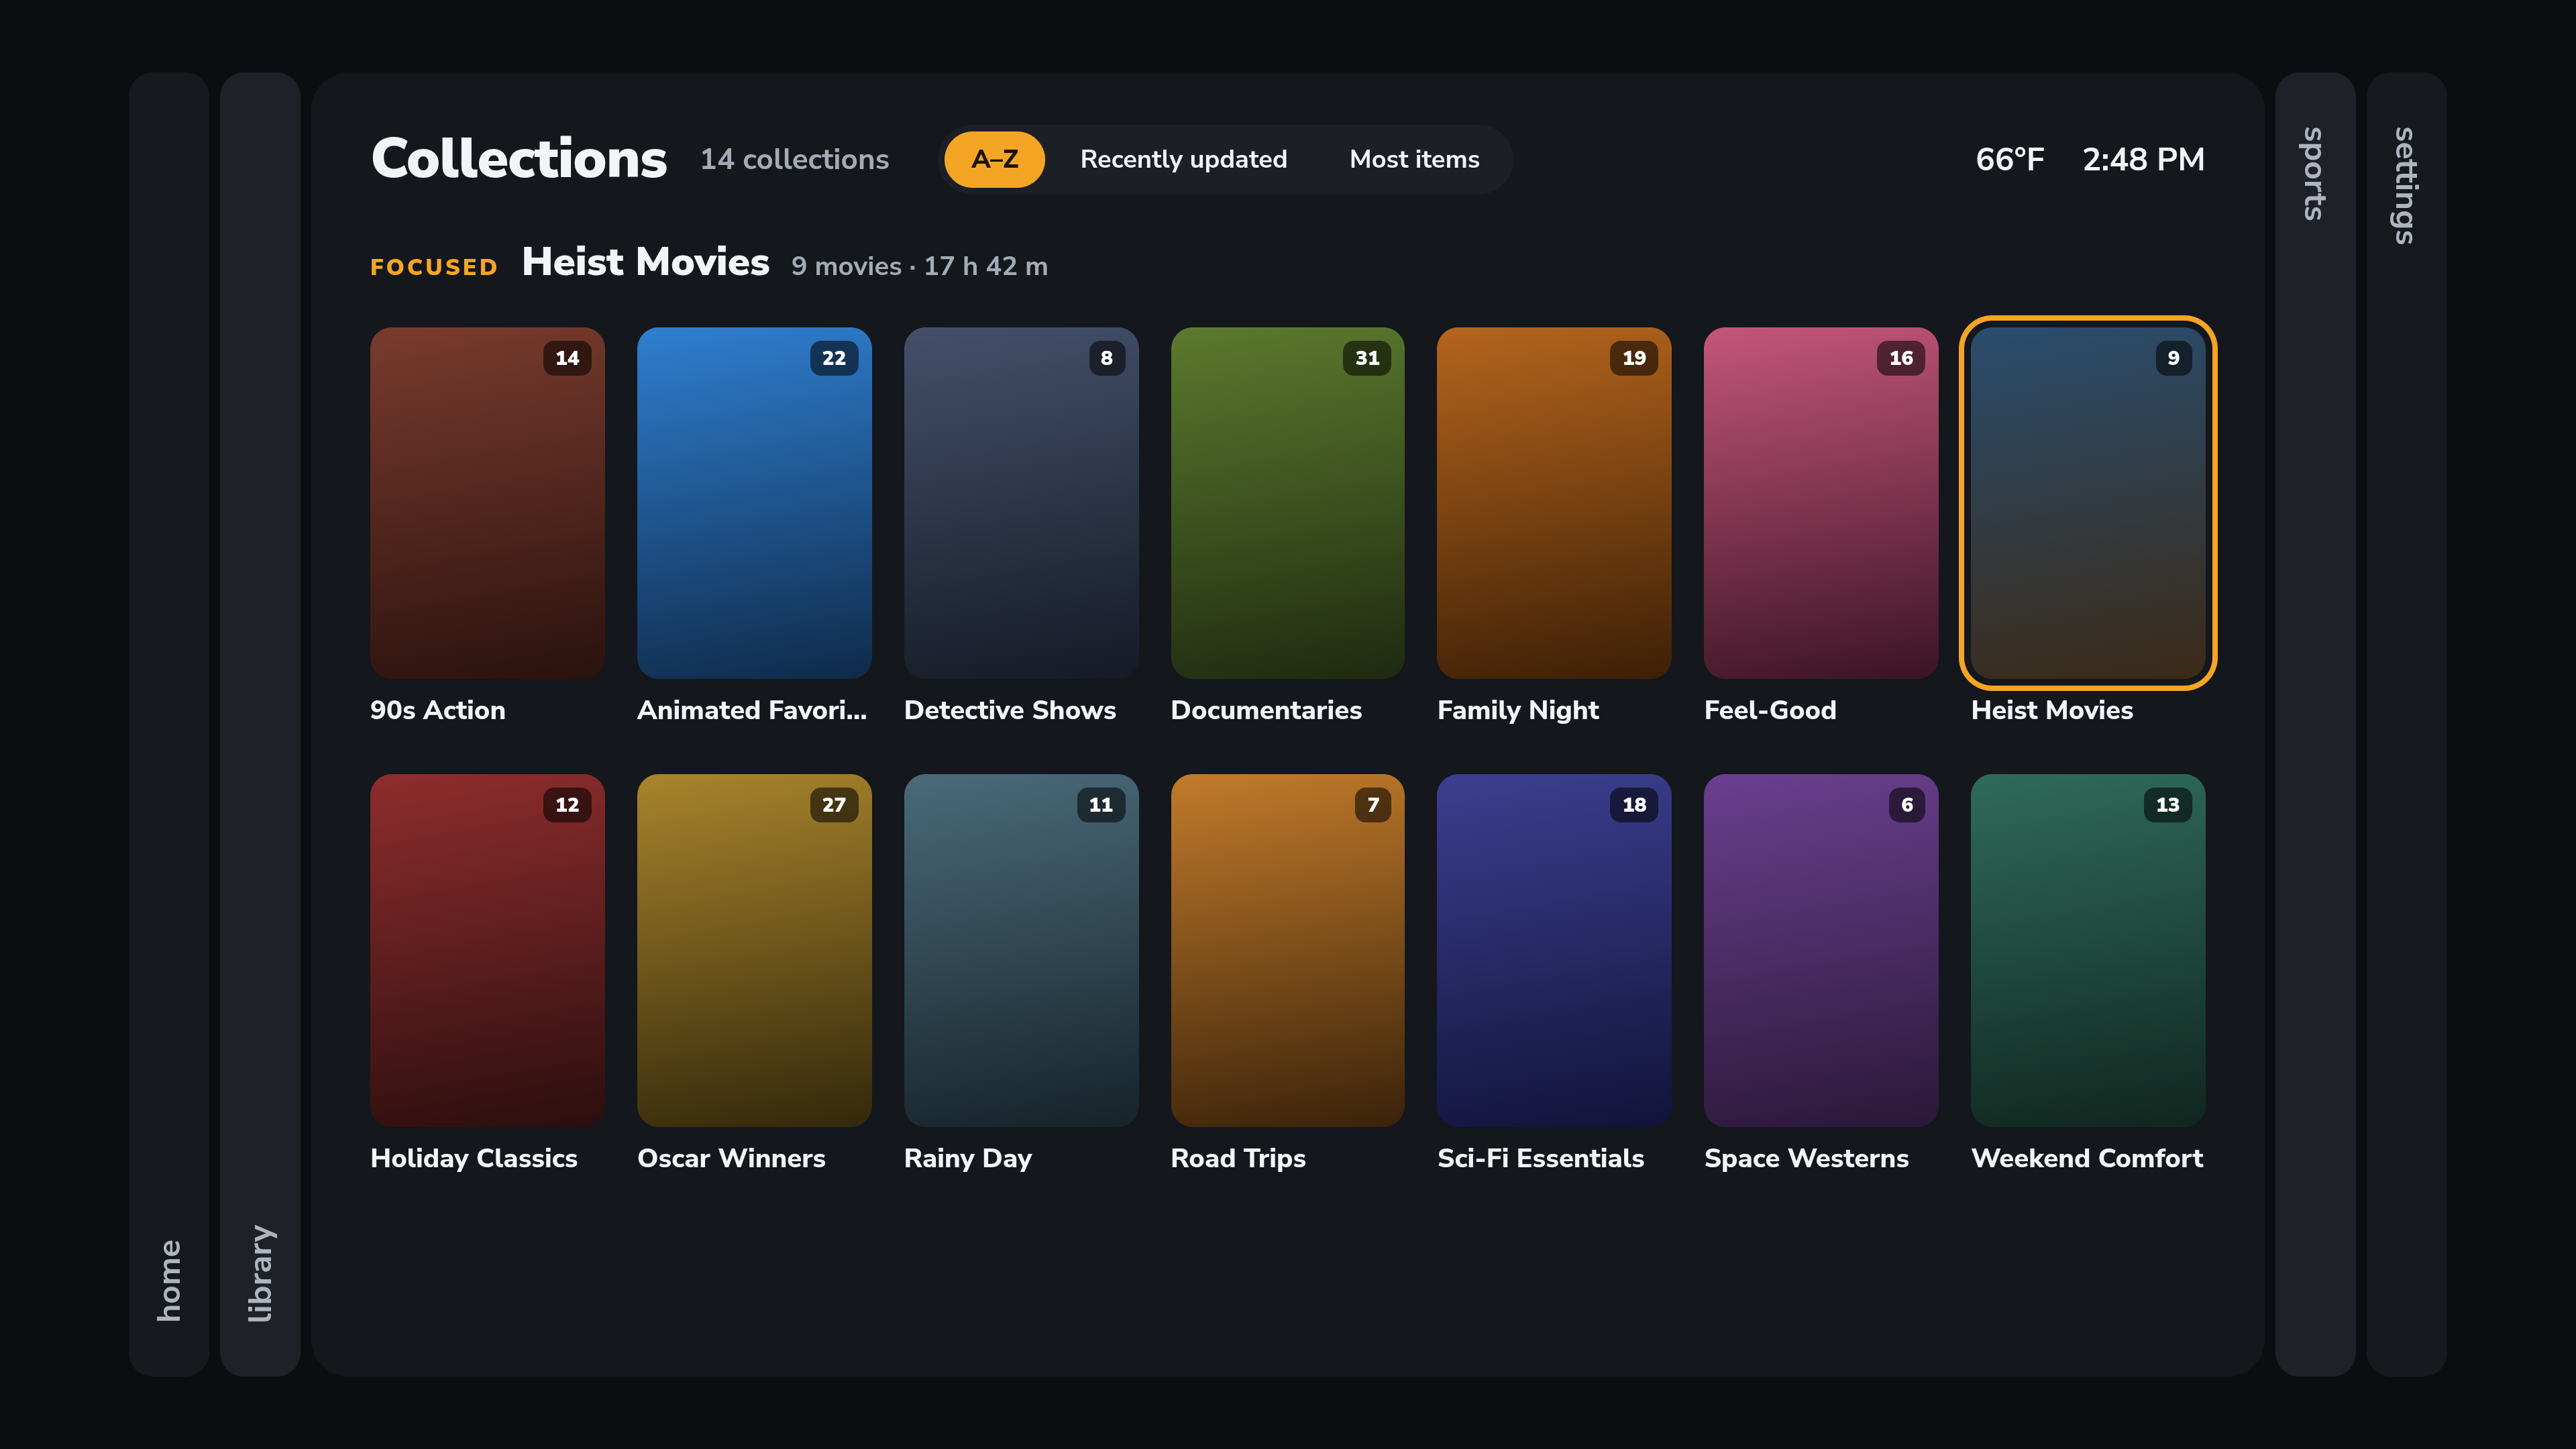 Collections
14 collections
A–Z
Recently updated
Most items
66°F
2:48 PM
FOCUSED
Heist Movies
9 movies · 17 h 42 m
14
22
8
31
19
16
9
90s Action
Animated Favori...
Detective Shows
Documentaries
Family Night
Feel-Good
Heist Movies
12
27
11
7
18
6
13
Holiday Classics
Oscar Winners
Rainy Day
Road Trips
Sci-Fi Essentials
Space Westerns
Weekend Comfort
home
library
sports
settings